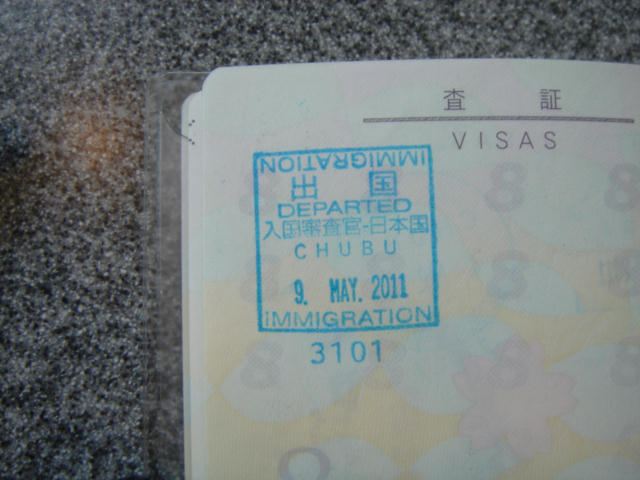 査 証
VISAS
IMMIGRATION
出 国
DEPARTED
入国審査官-日本国
CHUBU
9. MAY. 2011
IMMIGRATION
3101